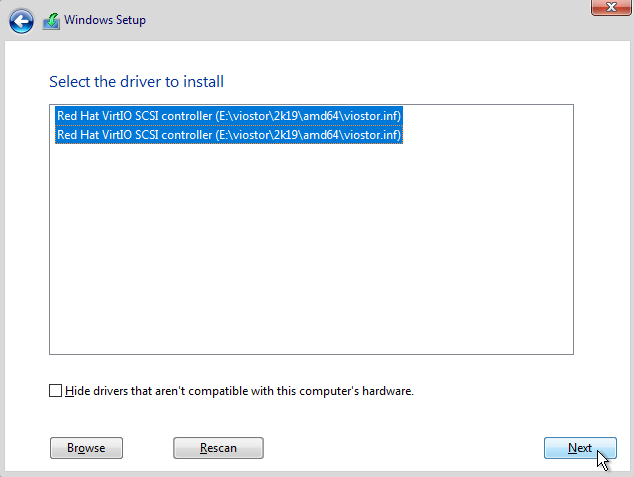 Windows Setup
Select the driver to install
Red Hat VirtIO SCSI controller (E:\viostor\2k19\amd64\viostor.inf)
Red Hat VirtIO SCSI controller (E:\viostor\2k19\amd64\viostor.inf)
Hide drivers that aren't compatible with this computer's hardware.
Browse Rescan Next